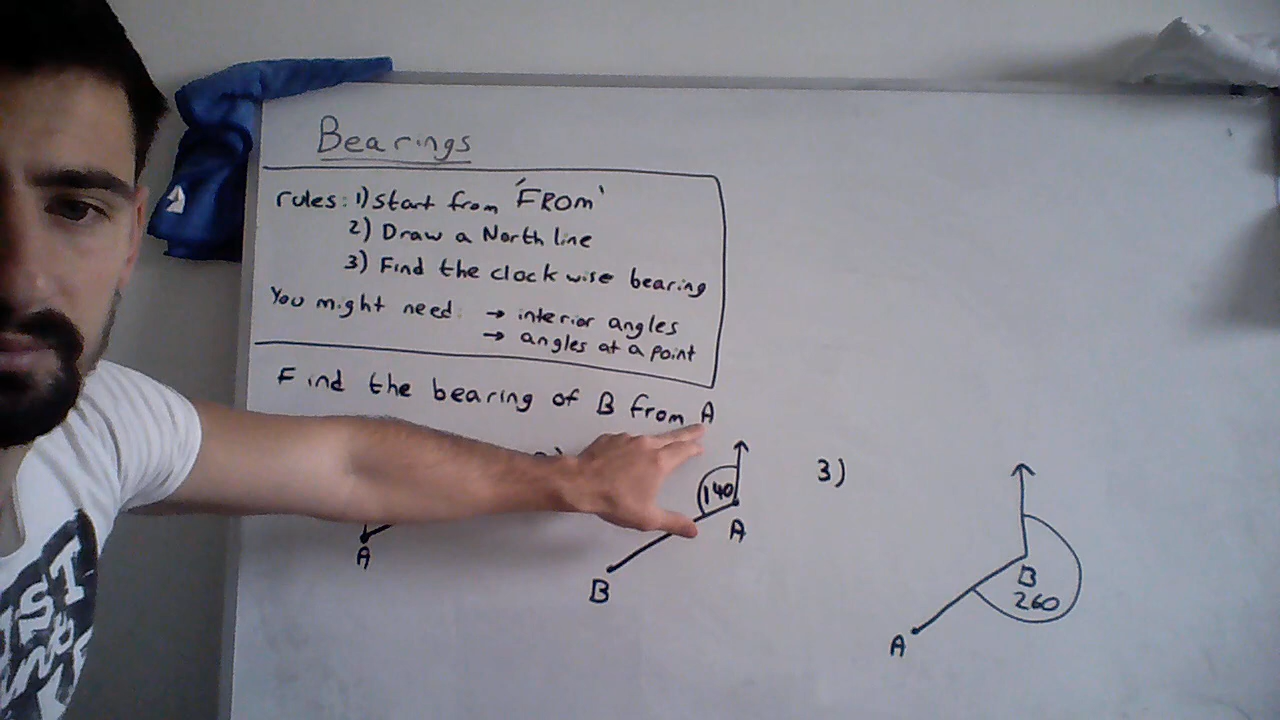 Bearings
rules: 1) Start from 'FROM'
2) Draw a North line
3) Find the clockwise bearing
You might need: → interior angles
→ angles at a point
Find the bearing of B from A
3)
140
A
A
B
B
260
A